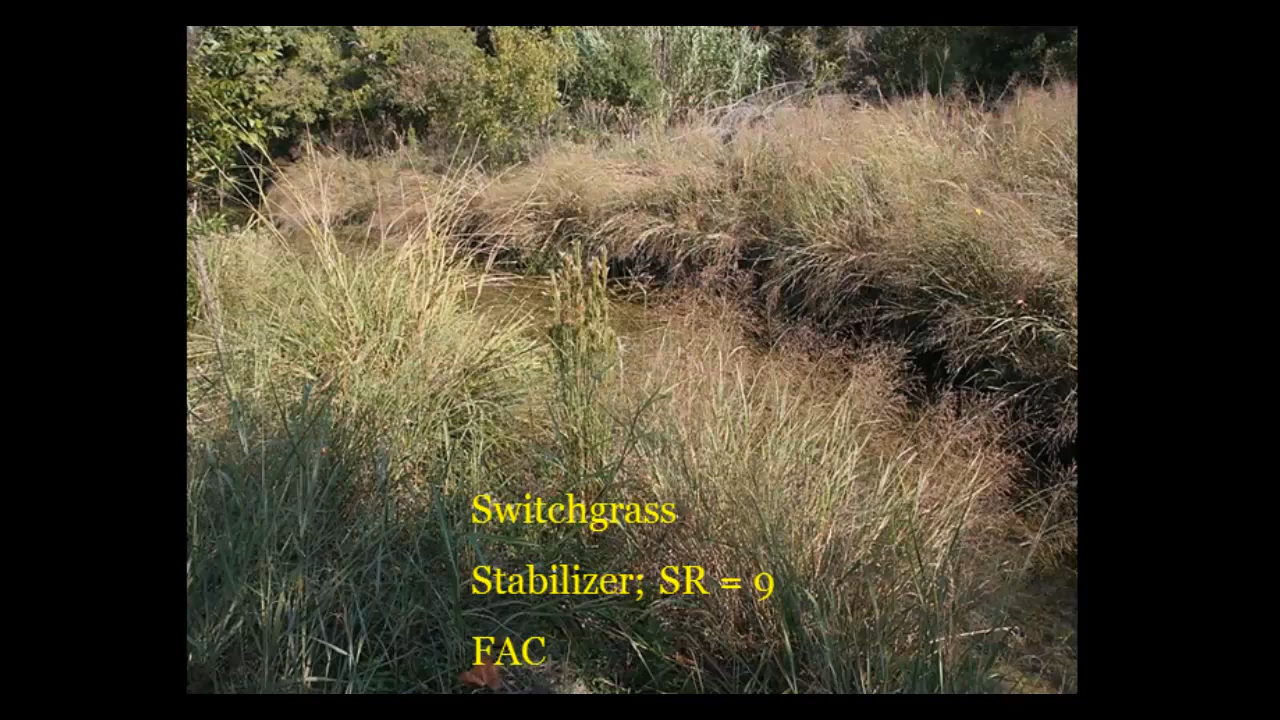 Switchgrass
Stabilizer; SR = 9
FAC